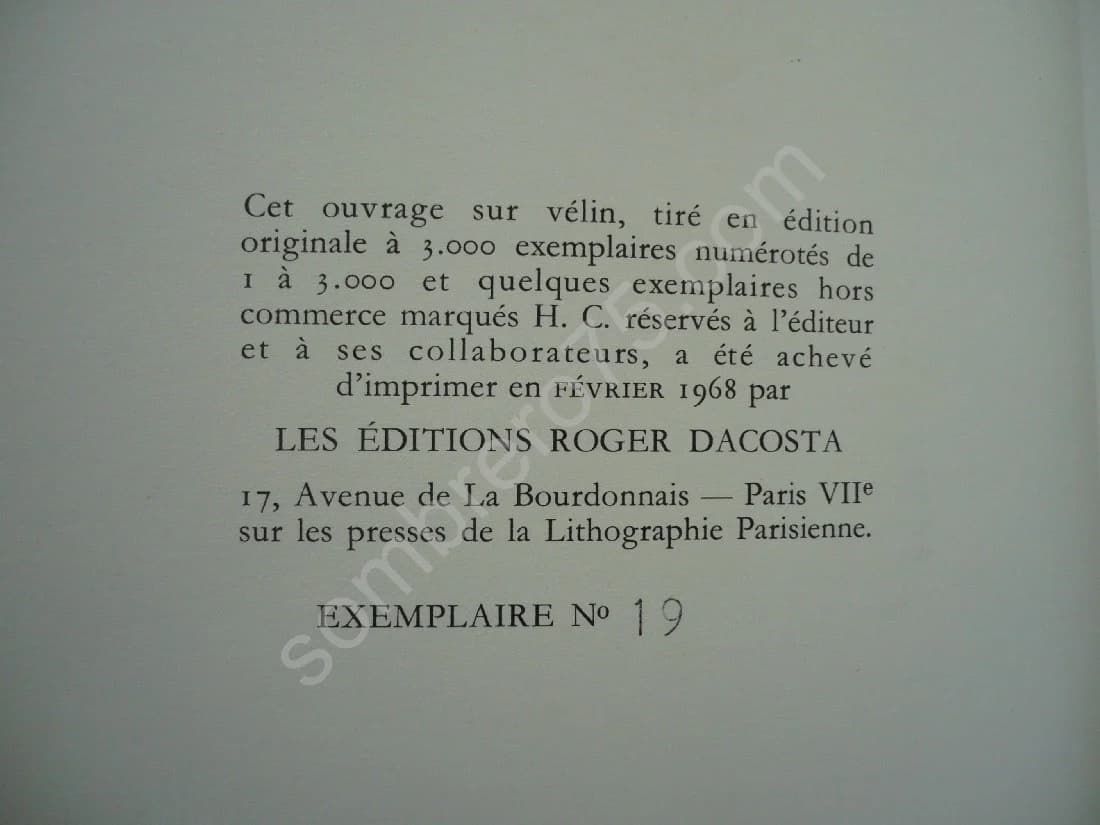 Cet ouvrage sur vélin, tiré en édition
originale à 3.000 exemplaires numérotés de
1 à 3.000 et quelques exemplaires hors
commerce marqués H. C. réservés à l'éditeur
et à ses collaborateurs, a été achevé
d'imprimer en FÉVRIER 1968 par
LES ÉDITIONS ROGER DACOSTA
17, Avenue de La Bourdonnais — Paris VIIe
sur les presses de la Lithographie Parisienne.
EXEMPLAIRE No 19
sombrero75.com